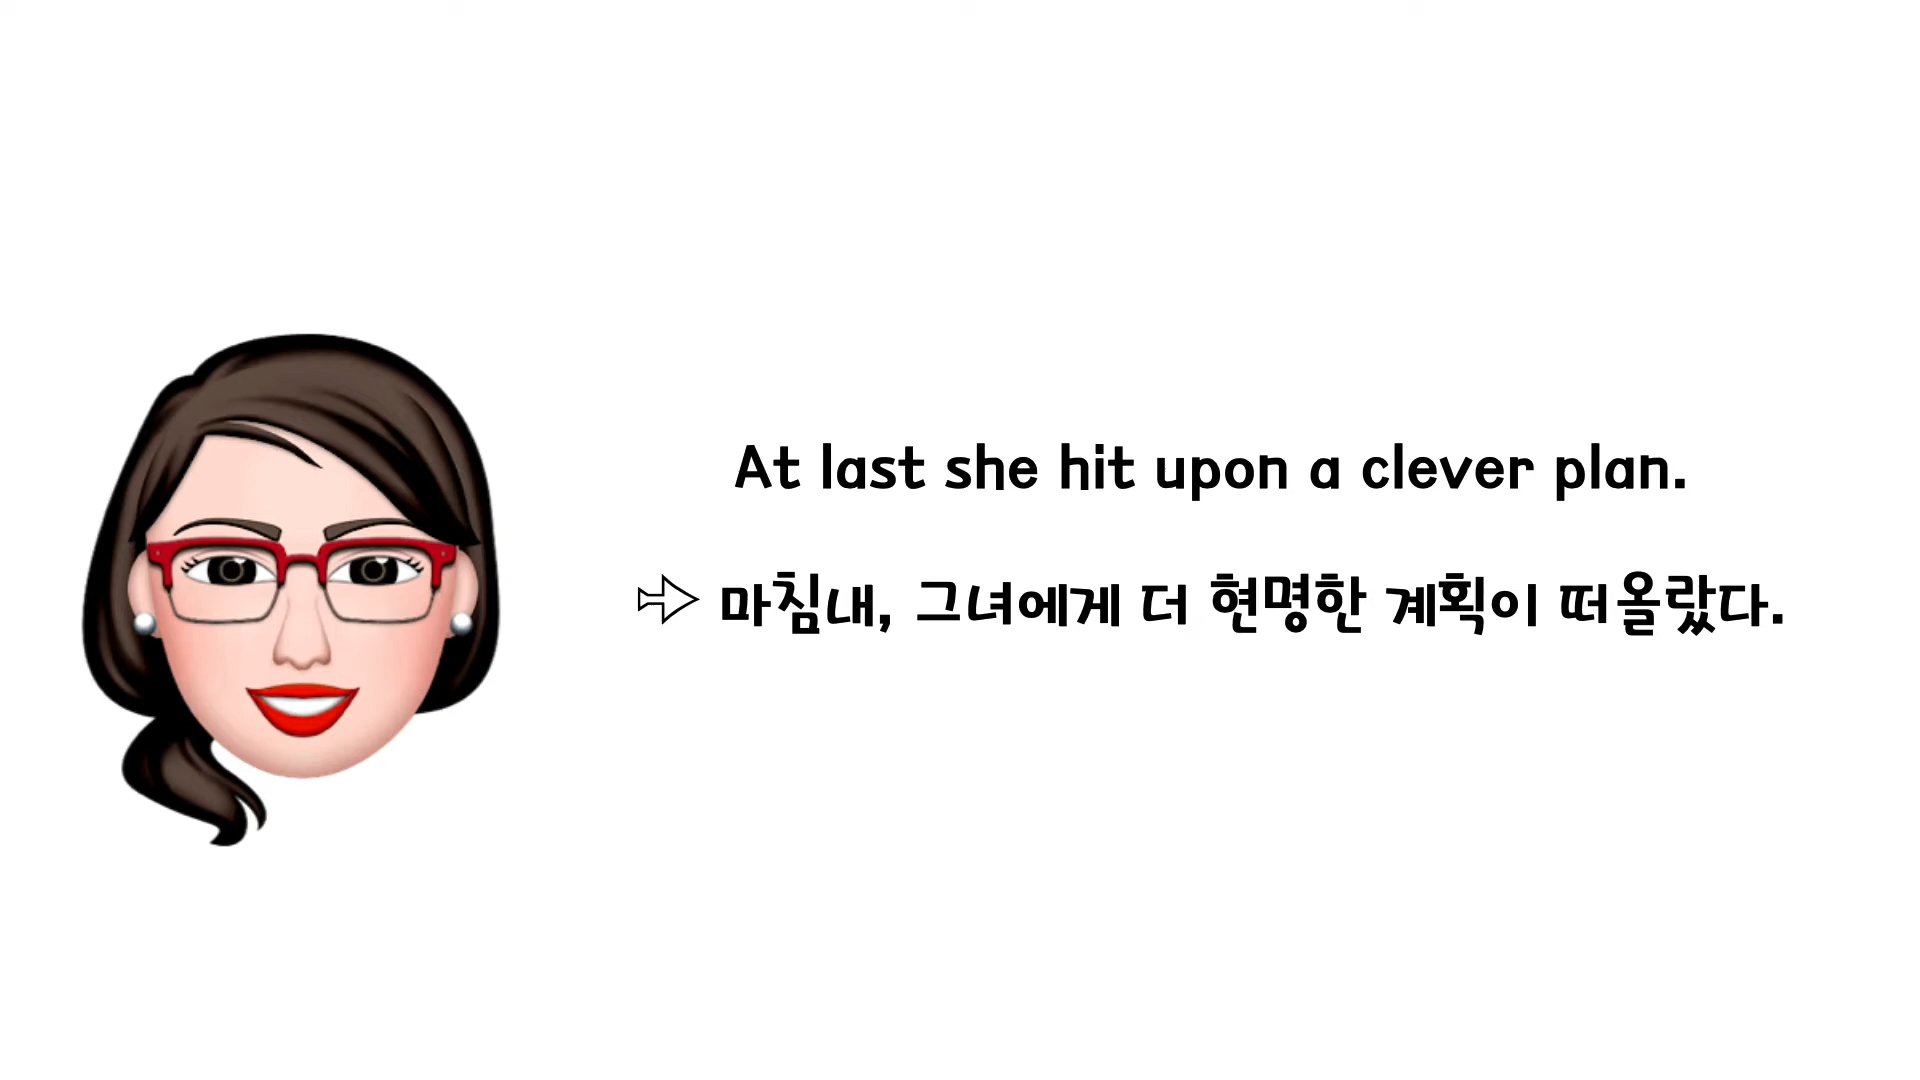 At last she hit upon a clever plan.
➩ 마침내, 그녀에게 더 현명한 계획이 떠올랐다.